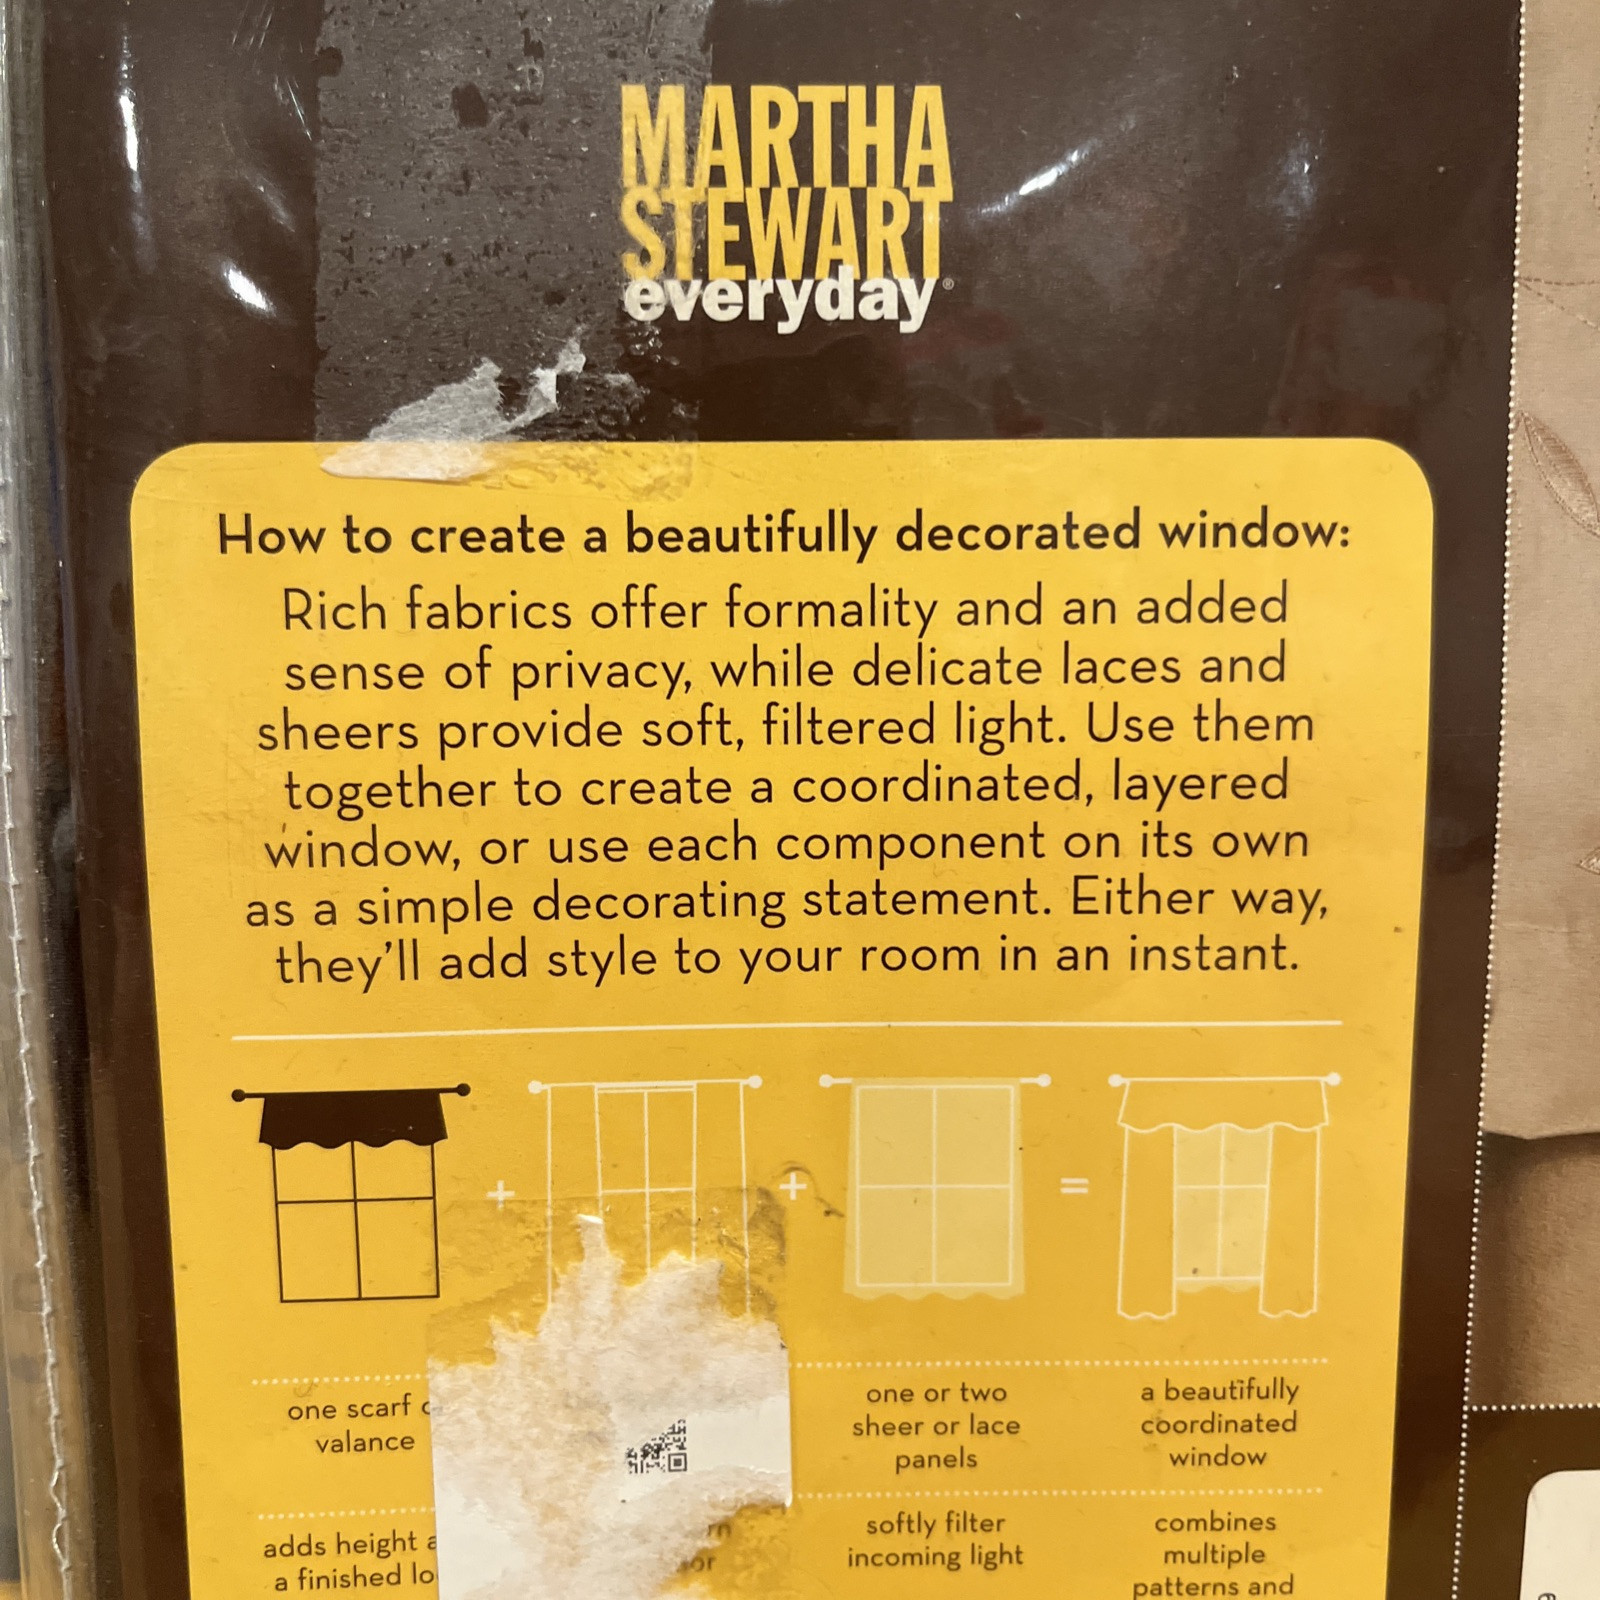 MARTHA
STEWART
everyday®
How to create a beautifully decorated window:
Rich fabrics offer formality and an added
sense of privacy, while delicate laces and
sheers provide soft, filtered light. Use them
together to create a coordinated, layered
window, or use each component on its own
as a simple decorating statement. Either way,
they'll add style to your room in an instant.
+ + =
one scarf
valance
one or two
sheer or lace
panels
a beautifully
coordinated
window
adds height
a finished
softly filter
incoming light
combines
multiple
patterns and